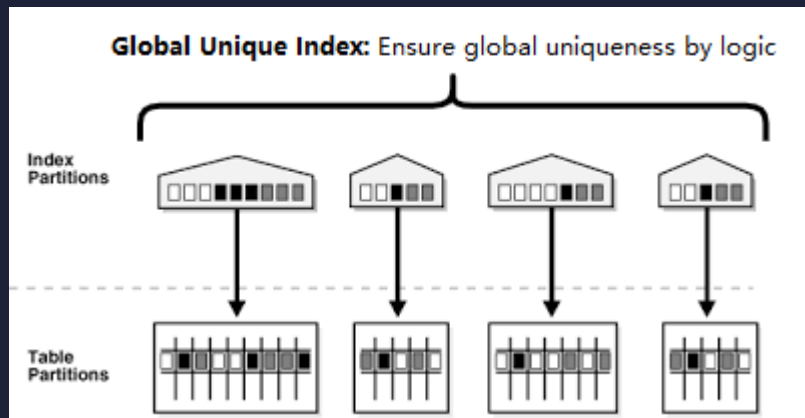 Global Unique Index: Ensure global uniqueness by logic
Index
Partitions
Table
Partitions